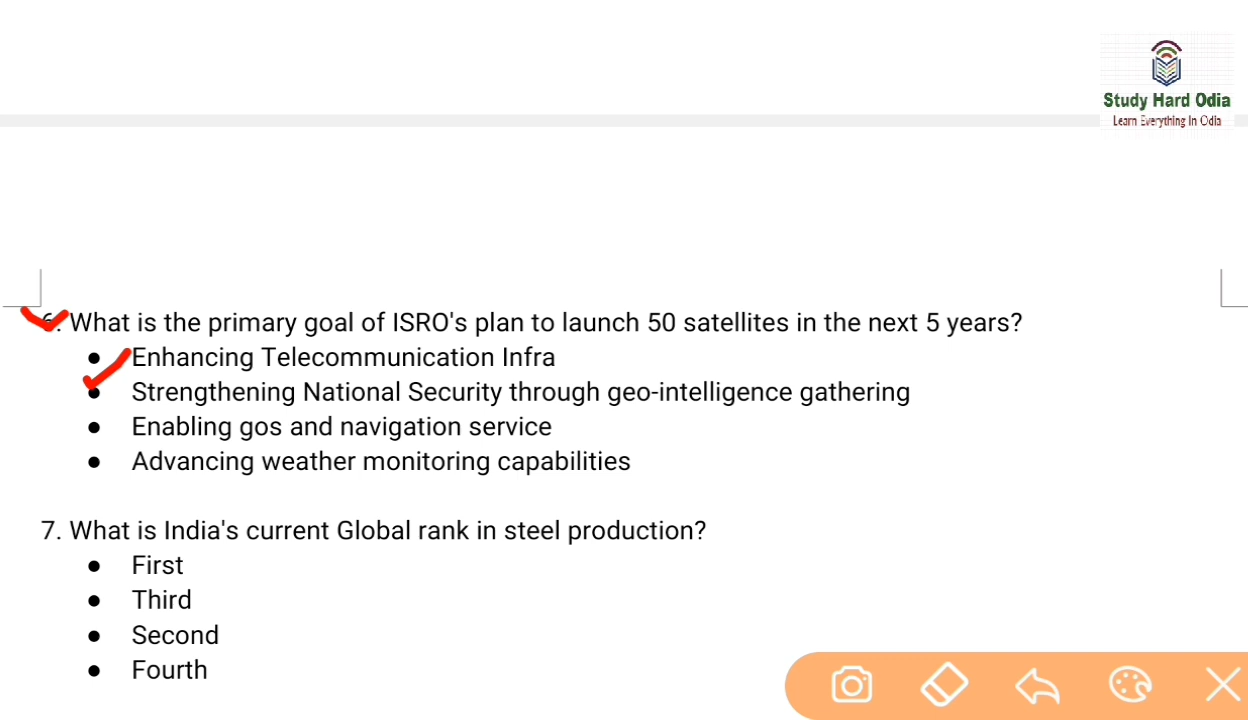 Study Hard Odia
Learn Everything In Odia
6. What is the primary goal of ISRO's plan to launch 50 satellites in the next 5 years?
● Enhancing Telecommunication Infra
● Strengthening National Security through geo-intelligence gathering
● Enabling gos and navigation service
● Advancing weather monitoring capabilities
7. What is India's current Global rank in steel production?
● First
● Third
● Second
● Fourth